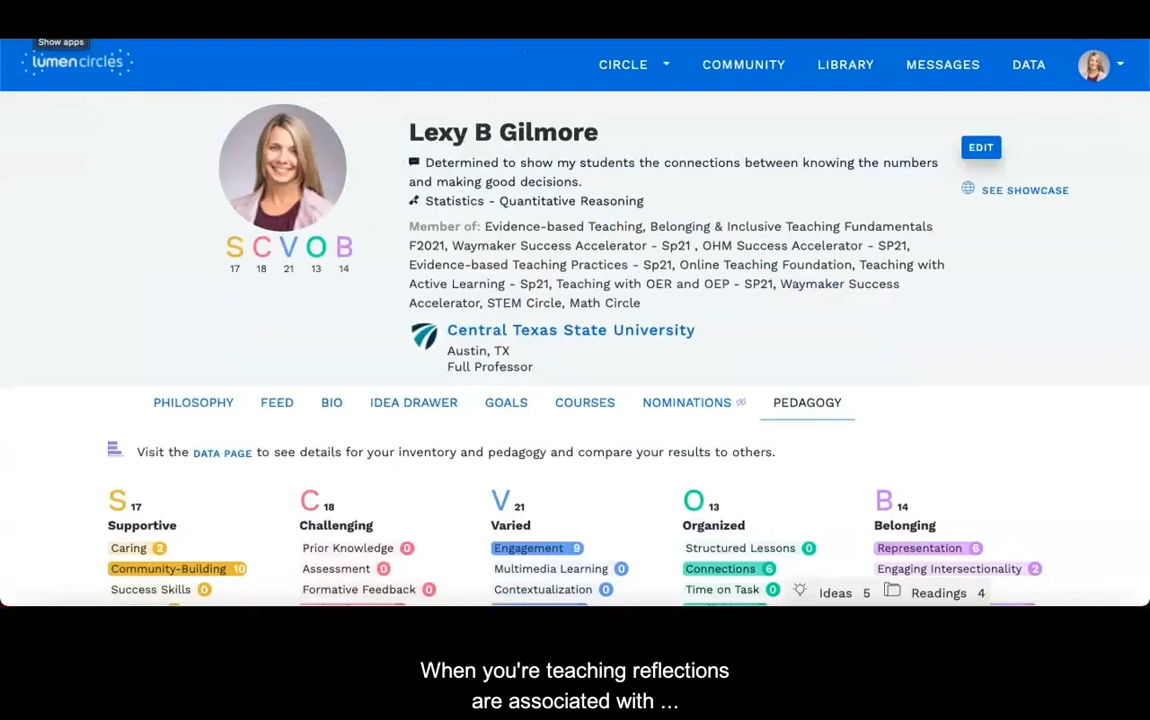 Show apps
lumencircles
CIRCLE COMMUNITY LIBRARY MESSAGES DATA
Lexy B Gilmore
Determined to show my students the connections between knowing the numbers
and making good decisions.
Statistics - Quantitative Reasoning
EDIT
SEE SHOWCASE
Member of: Evidence-based Teaching, Belonging & Inclusive Teaching Fundamentals
F2021, Waymaker Success Accelerator - Sp21 , OHM Success Accelerator - SP21,
Evidence-based Teaching Practices - Sp21, Online Teaching Foundation, Teaching with
Active Learning - Sp21, Teaching with OER and OEP - SP21, Waymaker Success
Accelerator, STEM Circle, Math Circle
S C V O B
17 18 21 13 14
Central Texas State University
Austin, TX
Full Professor
PHILOSOPHY FEED BIO IDEA DRAWER GOALS COURSES NOMINATIONS PEDAGOGY
Visit the DATA PAGE to see details for your inventory and pedagogy and compare your results to others.
S 17 C 18 V 21 O 13 B 14
Supportive Challenging Varied Organized Belonging
Caring 2 Prior Knowledge 0 Engagement 9 Structured Lessons 0 Representation 6
Community-Building 10 Assessment 0 Multimedia Learning 0 Connections 6 Engaging Intersectionality 2
Success Skills 0 Formative Feedback 0 Contextualization 0 Time on Task 0
Ideas 5 Readings 4
When you're teaching reflections
are associated with ...